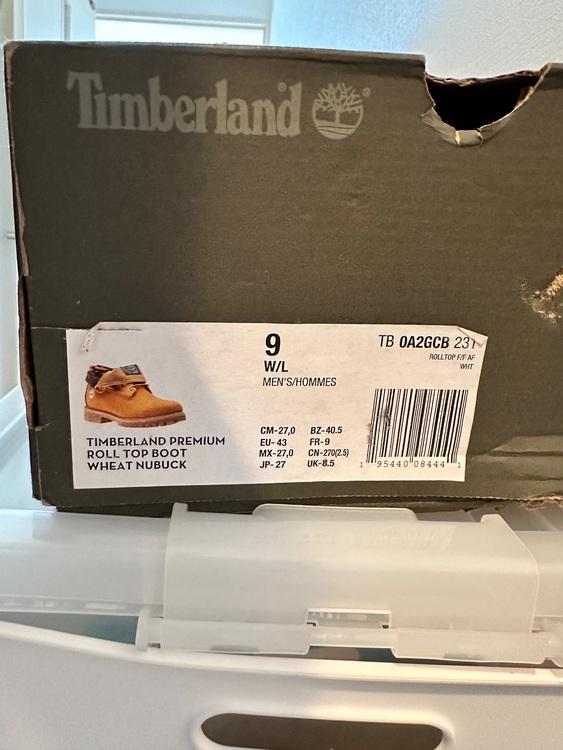 Timberland®
9
W/L
MEN'S/HOMMES
TB 0A2GCB 231
ROLLTOP F/F AF
WHT
TIMBERLAND PREMIUM
ROLL TOP BOOT
WHEAT NUBUCK
CM-27,0 BZ-40.5
EU-43 FR-9
MX-27,0 CN-270(2.5)
JP-27 UK-8.5
1 95440 08444 1